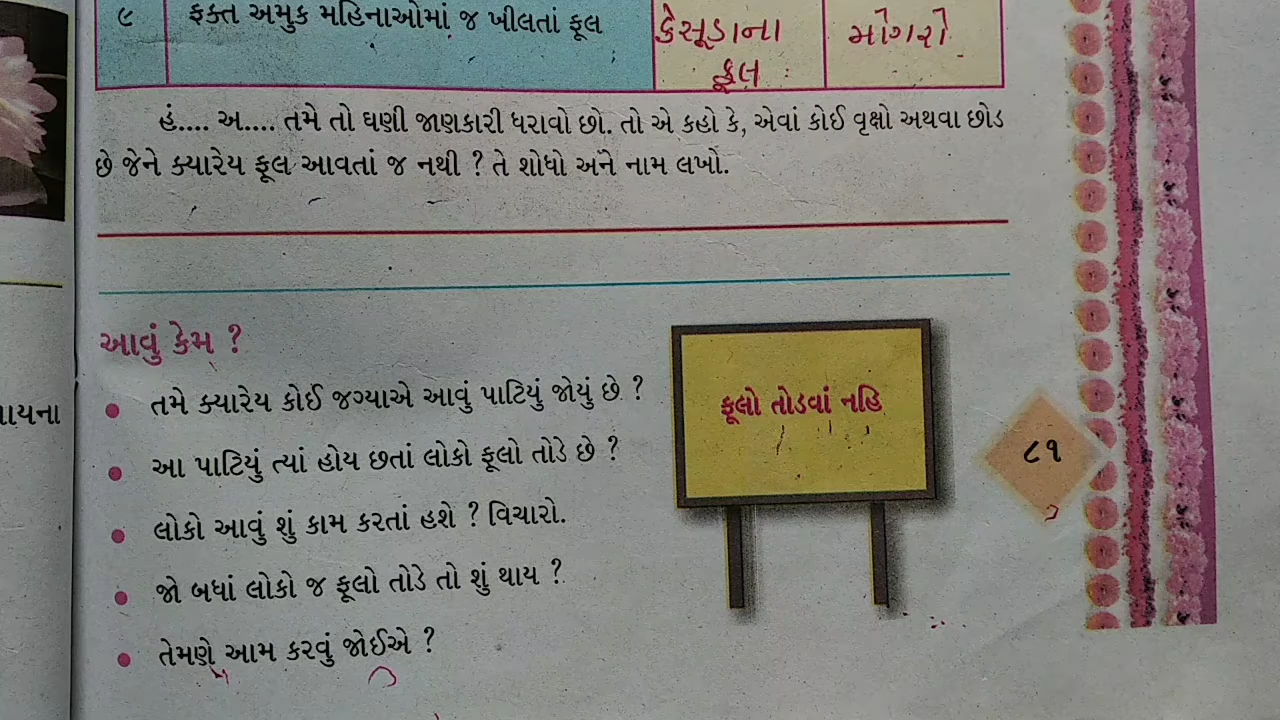 ૯ ફક્ત અમુક મહિનાઓમાં જ ખીલતાં ફૂલ કેસૂડાના ફૂલ મોગરો
હં.... અ.... તમે તો ઘણી જાણકારી ધરાવો છો. તો એ કહો કે, એવાં કોઈ વૃક્ષો અથવા છોડ
છે જેને ક્યારેય ફૂલ આવતાં જ નથી ? તે શોધો અને નામ લખો.
આવું કેમ ?
તમે ક્યારેય કોઈ જગ્યાએ આવું પાટિયું જોયું છે ?
આ પાટિયું ત્યાં હોય છતાં લોકો ફૂલો તોડે છે ?
લોકો આવું શું કામ કરતાં હશે ? વિચારો.
જો બધાં લોકો જ ફૂલો તોડે તો શું થાય ?
તેમણે આમ કરવું જોઈએ ?
ફૂલો તોડવાં નહિ
૮૧